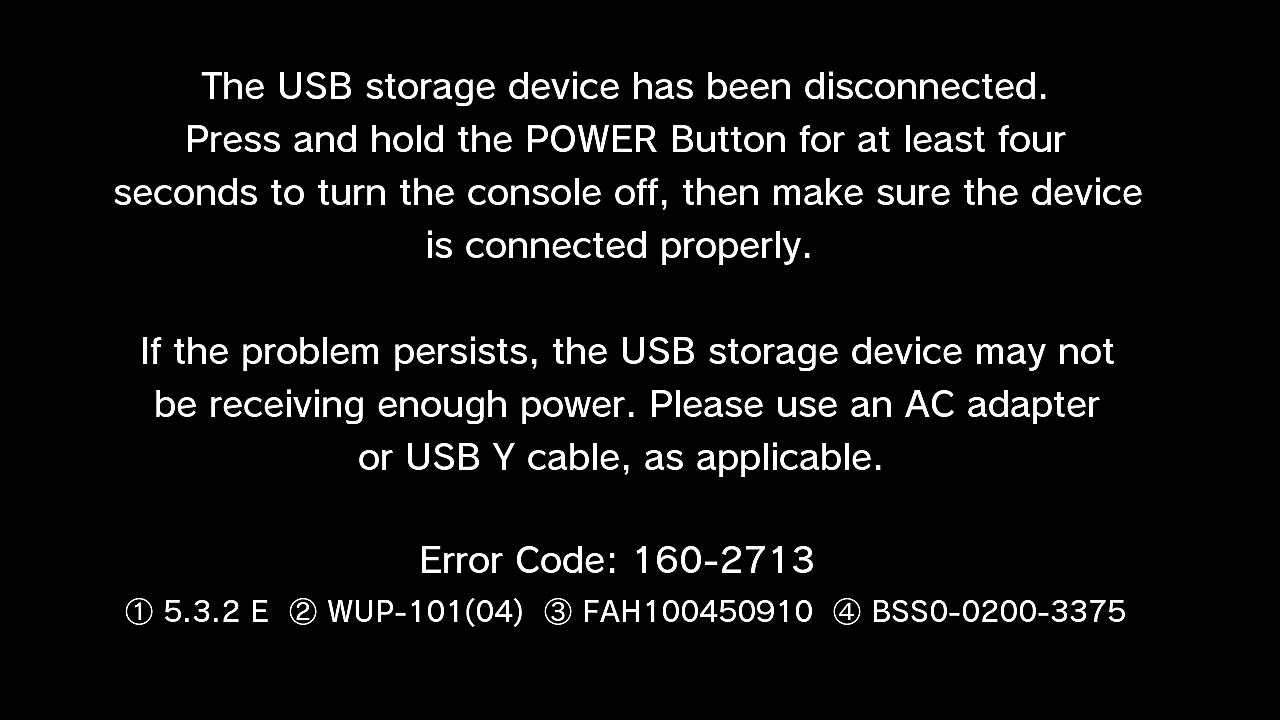 The USB storage device has been disconnected.
Press and hold the POWER Button for at least four
seconds to turn the console off, then make sure the device
is connected properly.
If the problem persists, the USB storage device may not
be receiving enough power. Please use an AC adapter
or USB Y cable, as applicable.
Error Code: 160-2713
① 5.3.2 E ② WUP-101(04) ③ FAH100450910 ④ BSS0-0200-3375